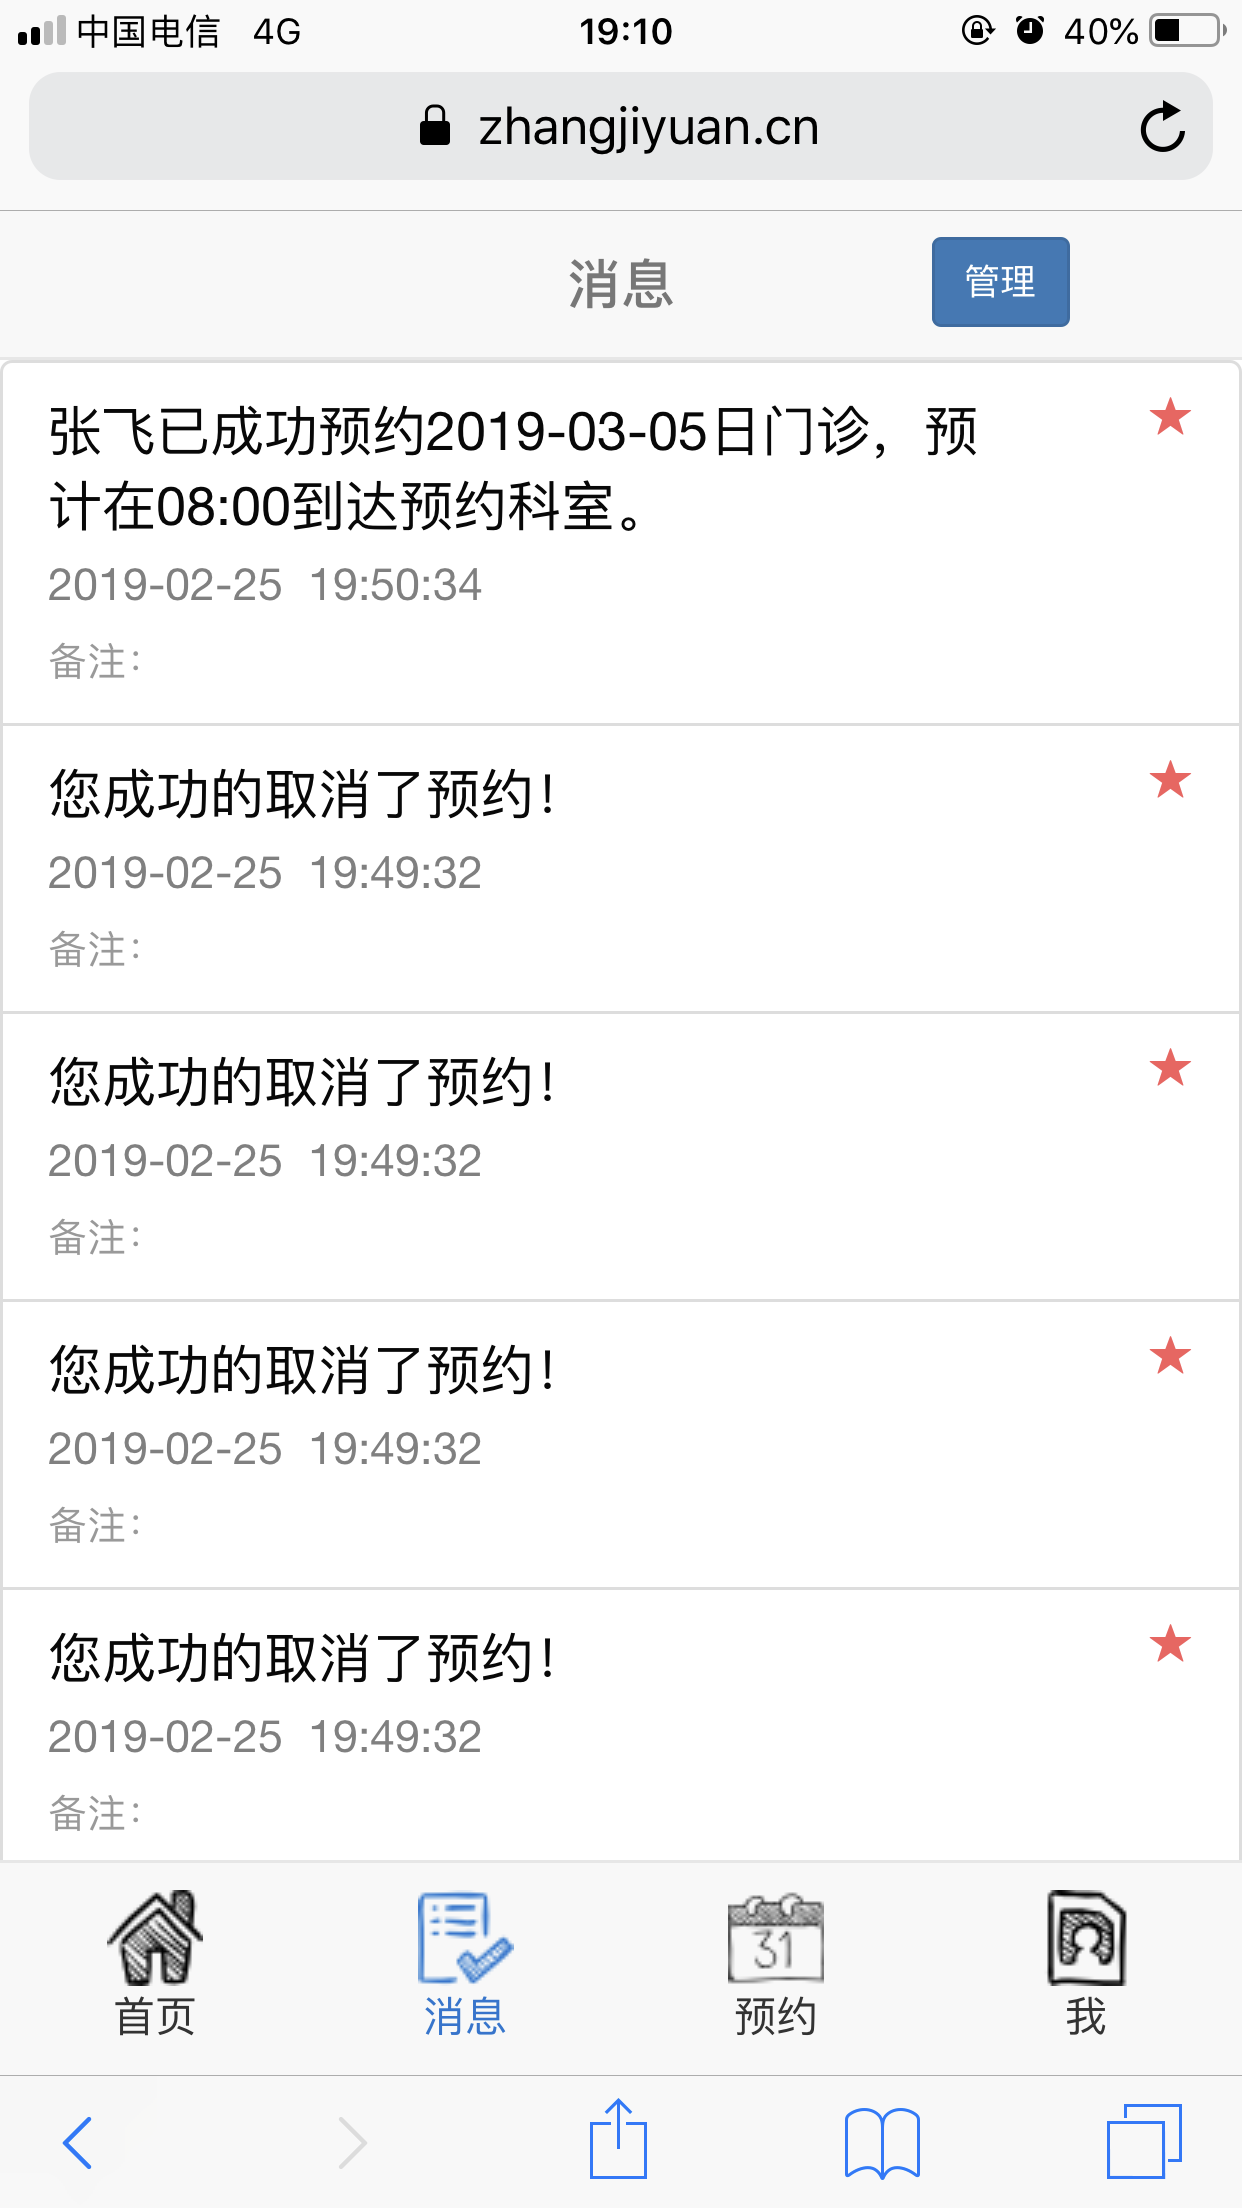 中国电信 4G 19:10 40%
zhangjiyuan.cn
消息 管理
张飞已成功预约2019-03-05日门诊，预
计在08:00到达预约科室。
2019-02-25 19:50:34
备注：
您成功的取消了预约！
2019-02-25 19:49:32
备注：
您成功的取消了预约！
2019-02-25 19:49:32
备注：
您成功的取消了预约！
2019-02-25 19:49:32
备注：
您成功的取消了预约！
2019-02-25 19:49:32
备注：
31
首页 消息 预约 我